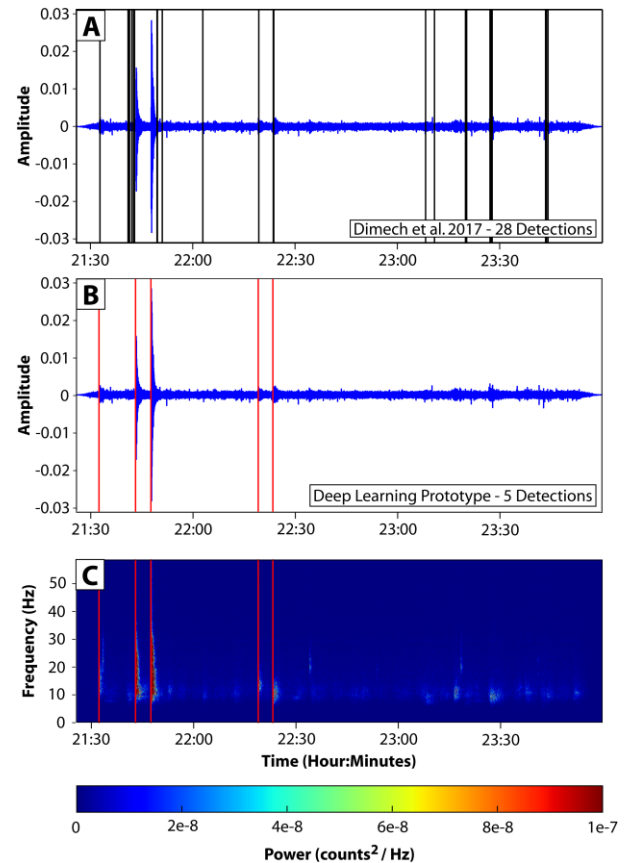 A
0.03
0.02
0.01
0
-0.01
-0.02
-0.03
Amplitude
Dimech et al. 2017 - 28 Detections
21:30 22:00 22:30 23:00 23:30
B
0.03
0.02
0.01
0
-0.01
-0.02
-0.03
Amplitude
Deep Learning Prototype - 5 Detections
21:30 22:00 22:30 23:00 23:30
C
50
40
30
20
10
0
Frequency (Hz)
21:30 22:00 22:30 23:00 23:30
Time (Hour:Minutes)
0 2e-8 4e-8 6e-8 8e-8 1e-7
Power (counts² / Hz)